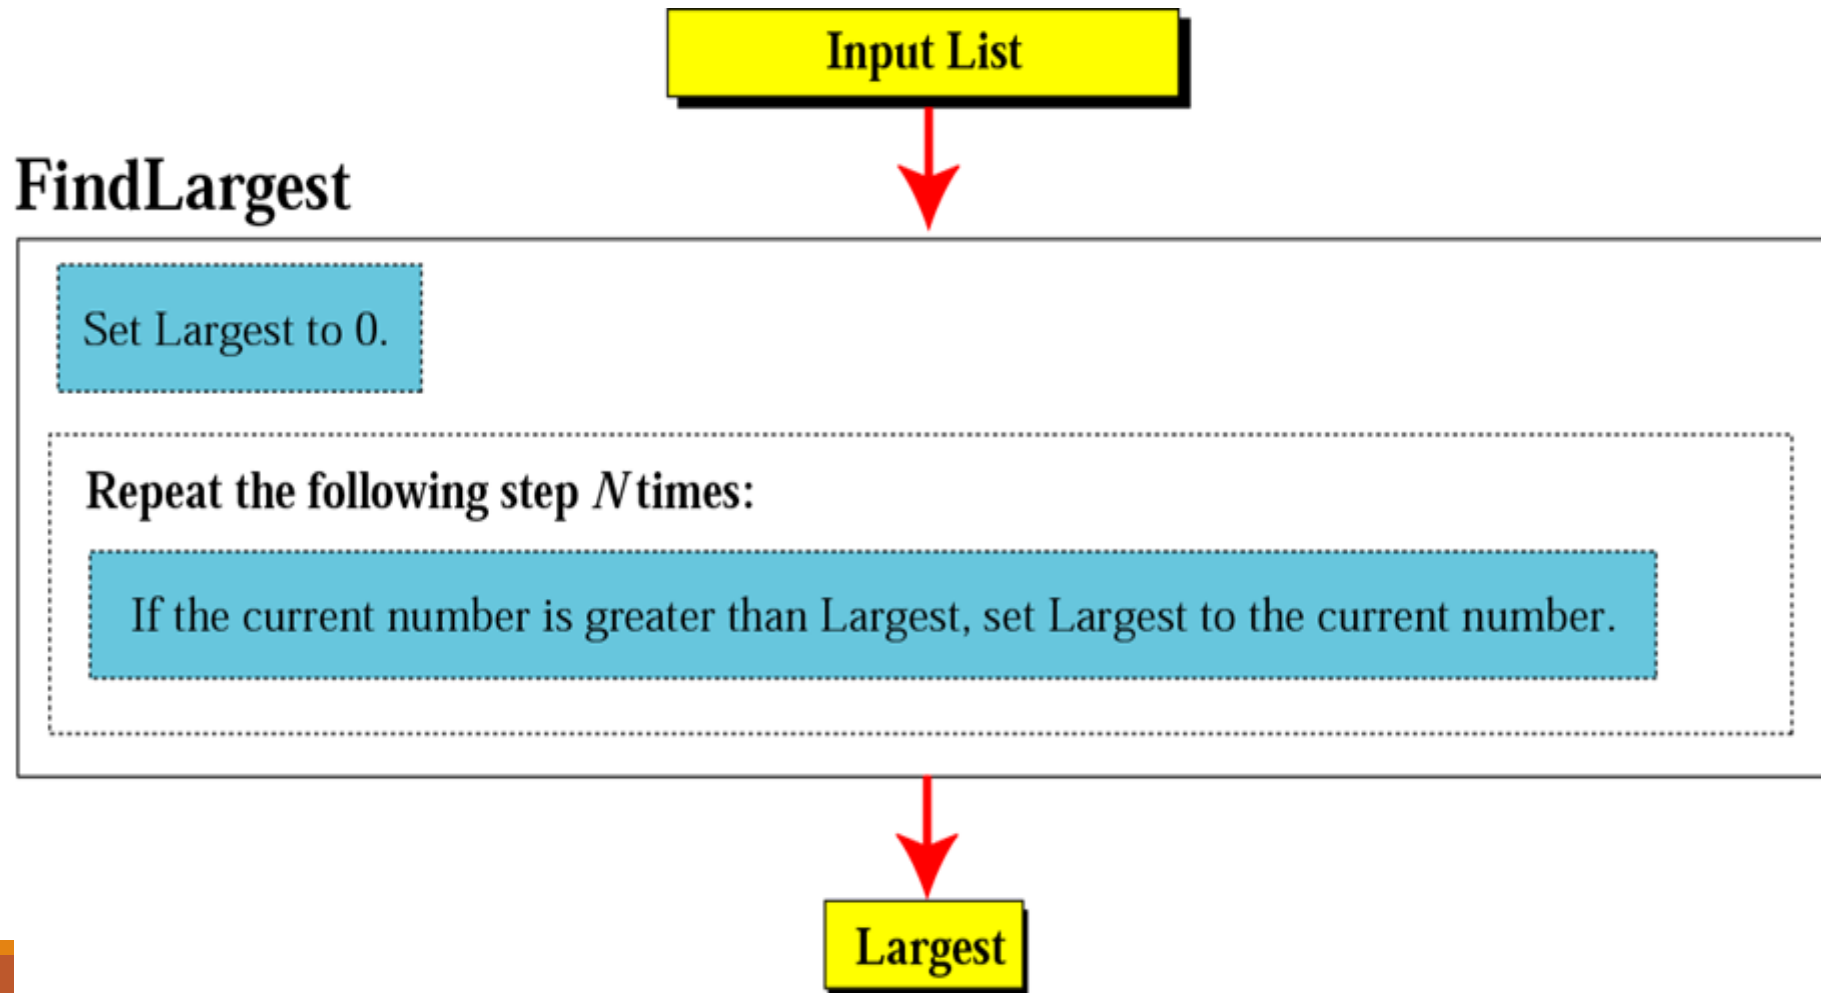 Input List
FindLargest
Set Largest to 0.
Repeat the following step N times:
If the current number is greater than Largest, set Largest to the current number.
Largest